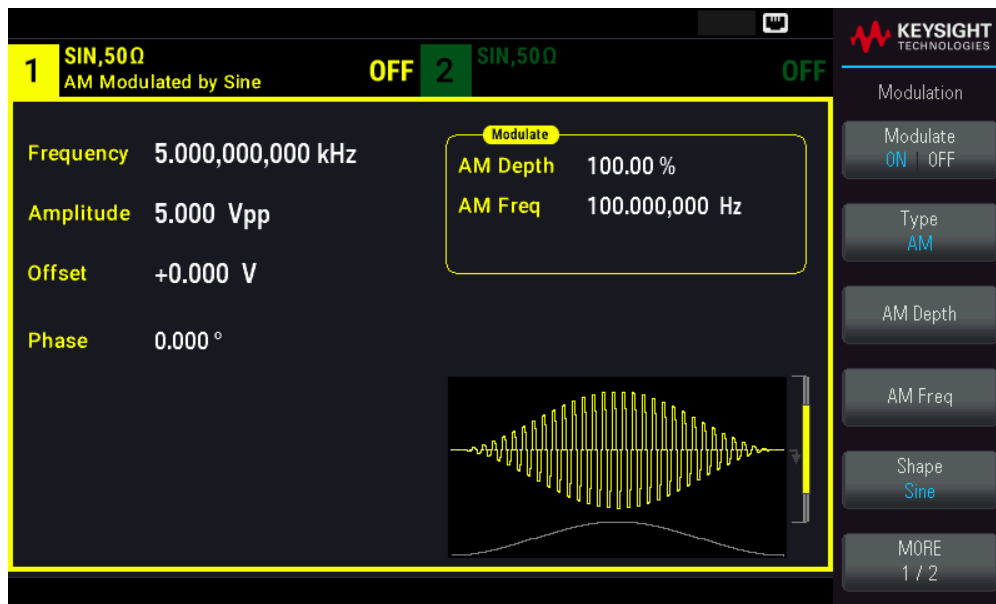 KEYSIGHT
TECHNOLOGIES
1
SIN,50Ω
AM Modulated by Sine
OFF
2
SIN,50Ω
OFF
Frequency 5.000,000,000 kHz
Amplitude 5.000 Vpp
Offset +0.000 V
Phase 0.000 °
Modulate
AM Depth 100.00 %
AM Freq 100.000,000 Hz
Modulation
Modulate
ON | OFF
Type
AM
AM Depth
AM Freq
Shape
Sine
MORE
1 / 2